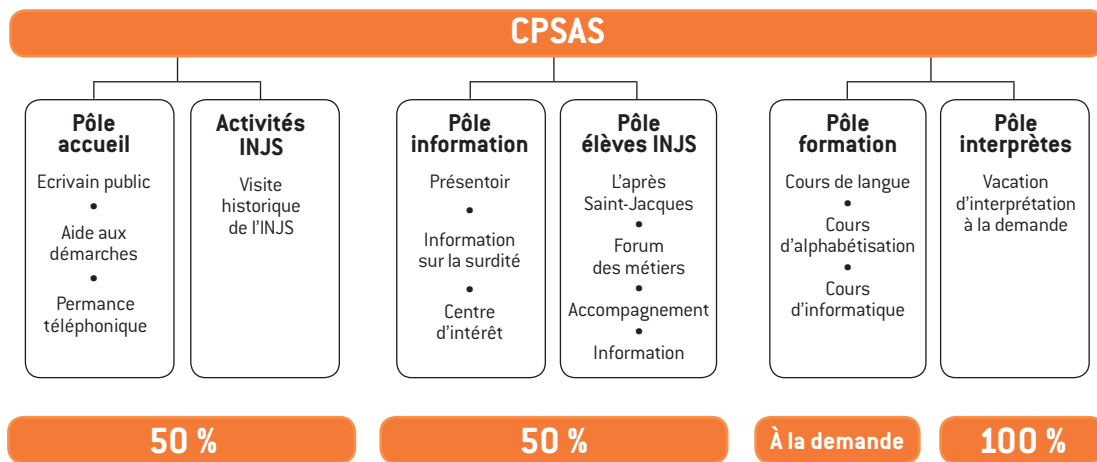 CPSAS
Pôle
accueil
Ecrivain public
•
Aide aux
démarches
•
Permance
téléphonique
Activités
INJS
Visite
historique
de l'INJS
Pôle
information
Présentoir
•
Information
sur la surdité
•
Centre
d'intérêt
Pôle
élèves INJS
L'après
Saint-Jacques
•
Forum
des métiers
•
Accompagnement
•
Information
Pôle
formation
Cours de langue
•
Cours
d'alphabétisation
•
Cours
d'informatique
Pôle
interprètes
Vacation
d'interprétation
à la demande
50 %
50 %
À la demande
100 %